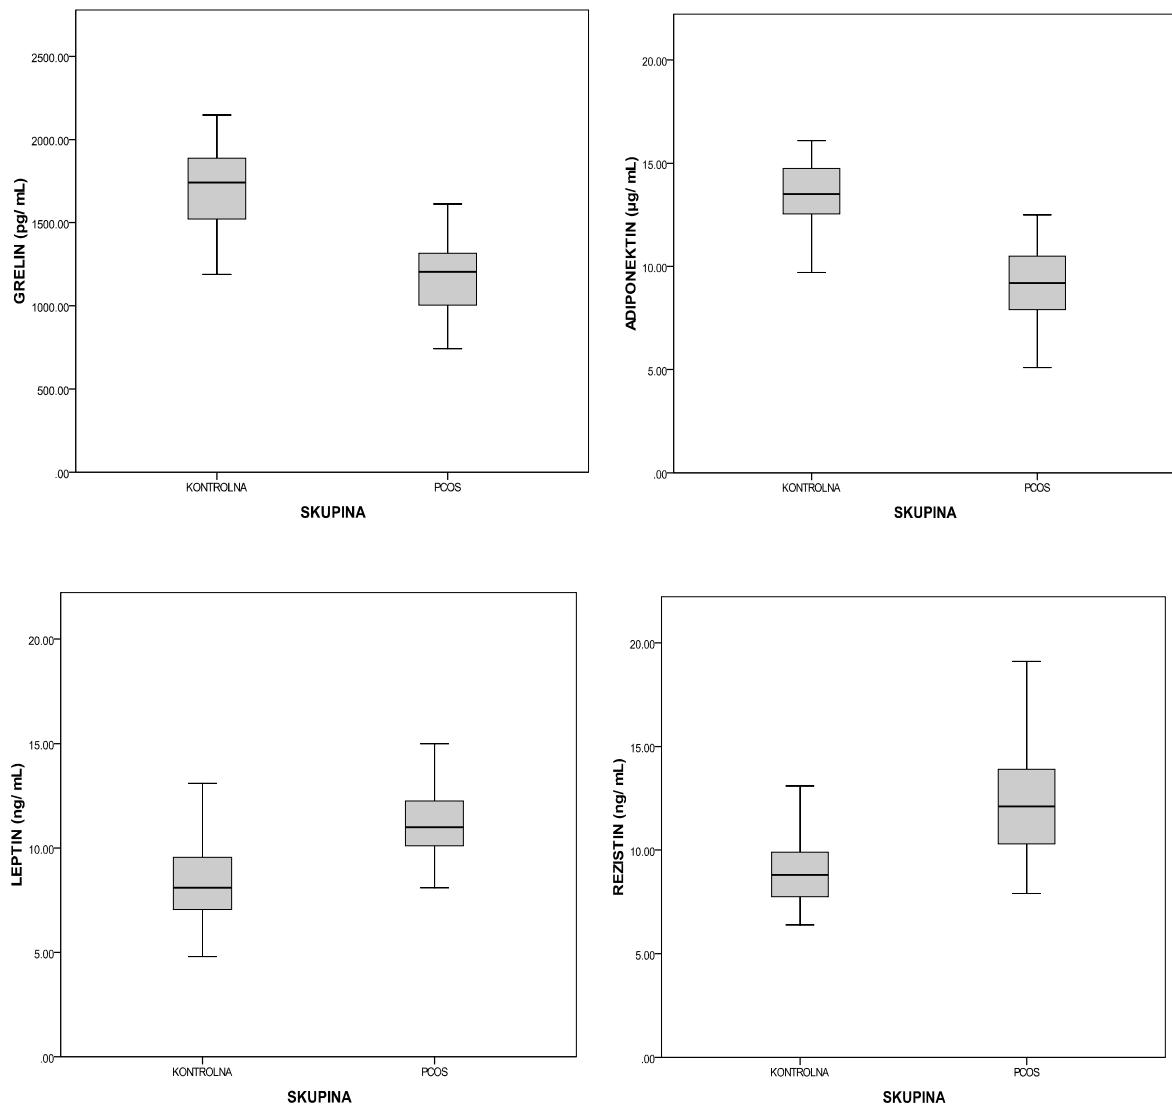 GRELIN (pg/ mL)
2500.00
2000.00
1500.00
1000.00
500.00
.00
KONTROLNA
PCOS
SKUPINA
ADIPONEKTIN (µg/ mL)
20.00
15.00
10.00
5.00
.00
KONTROLNA
PCOS
SKUPINA
LEPTIN (ng/ mL)
20.00
15.00
10.00
5.00
.00
KONTROLNA
PCOS
SKUPINA
REZISTIN (ng/ mL)
20.00
15.00
10.00
5.00
.00
KONTROLNA
PCOS
SKUPINA